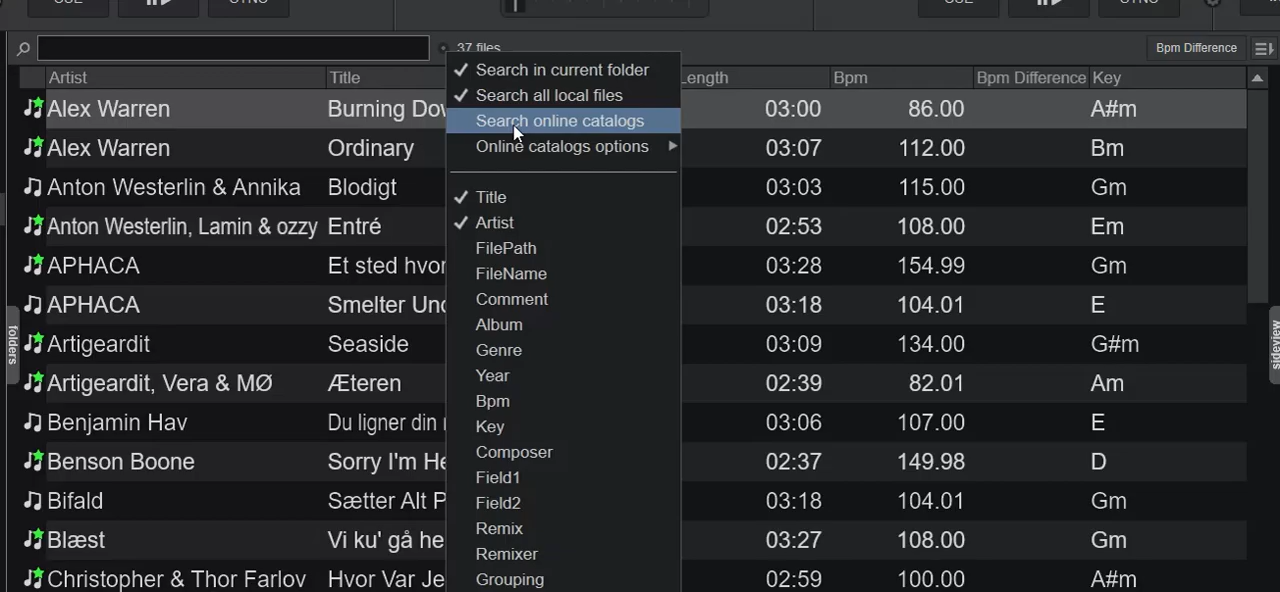 CUE
SYNC
CUE
SYNC
37 files
Bpm Difference
Artist Title Length Bpm Bpm Difference Key
Alex Warren Burning Dow 03:00 86.00 A#m
Alex Warren Ordinary 03:07 112.00 Bm
Anton Westerlin & Annika Blodigt 03:03 115.00 Gm
Anton Westerlin, Lamin & ozzy Entré 02:53 108.00 Em
APHACA Et sted hvor 03:28 154.99 Gm
APHACA Smelter Und 03:18 104.01 E
Artigeardit Seaside 03:09 134.00 G#m
Artigeardit, Vera & MØ Æteren 02:39 82.01 Am
Benjamin Hav Du ligner din 03:06 107.00 E
Benson Boone Sorry I'm He 02:37 149.98 D
Bifald Sætter Alt P 03:18 104.01 Gm
Blæst Vi ku' gå he 03:27 108.00 Gm
Christopher & Thor Farlov Hvor Var Je 02:59 100.00 A#m
Search in current folder
Search all local files
Search online catalogs
Online catalogs options
Title
Artist
FilePath
FileName
Comment
Album
Genre
Year
Bpm
Key
Composer
Field1
Field2
Remix
Remixer
Grouping
folders
sideview